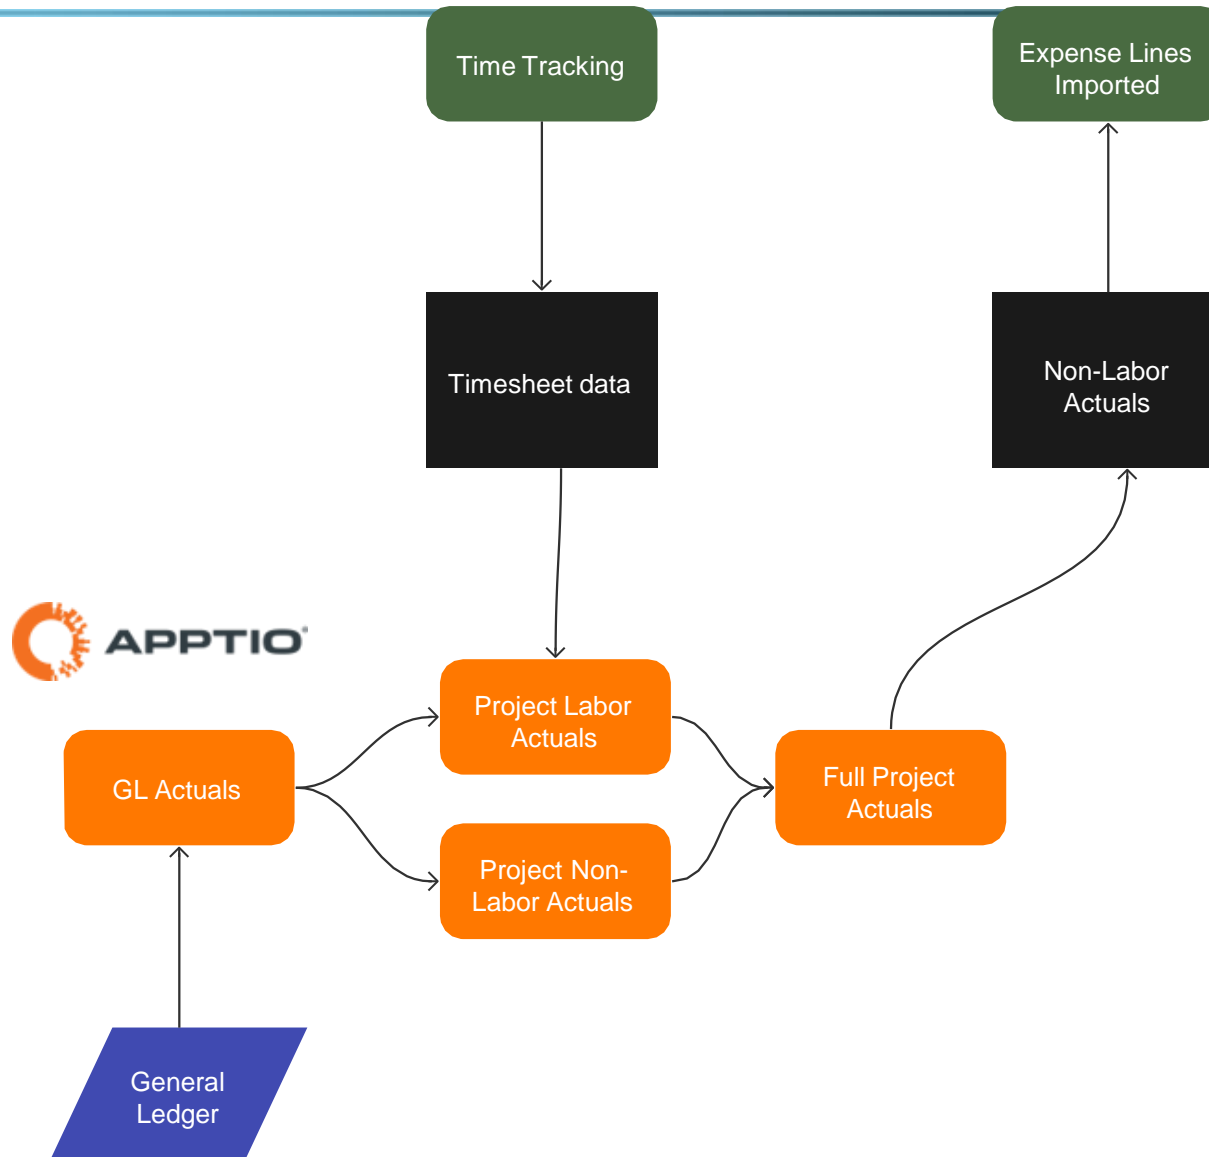 Time Tracking
Expense Lines
Imported
Timesheet data
Non-Labor
Actuals
APPTIO
Project Labor
Actuals
GL Actuals
Full Project
Actuals
Project Non-
Labor Actuals
General
Ledger